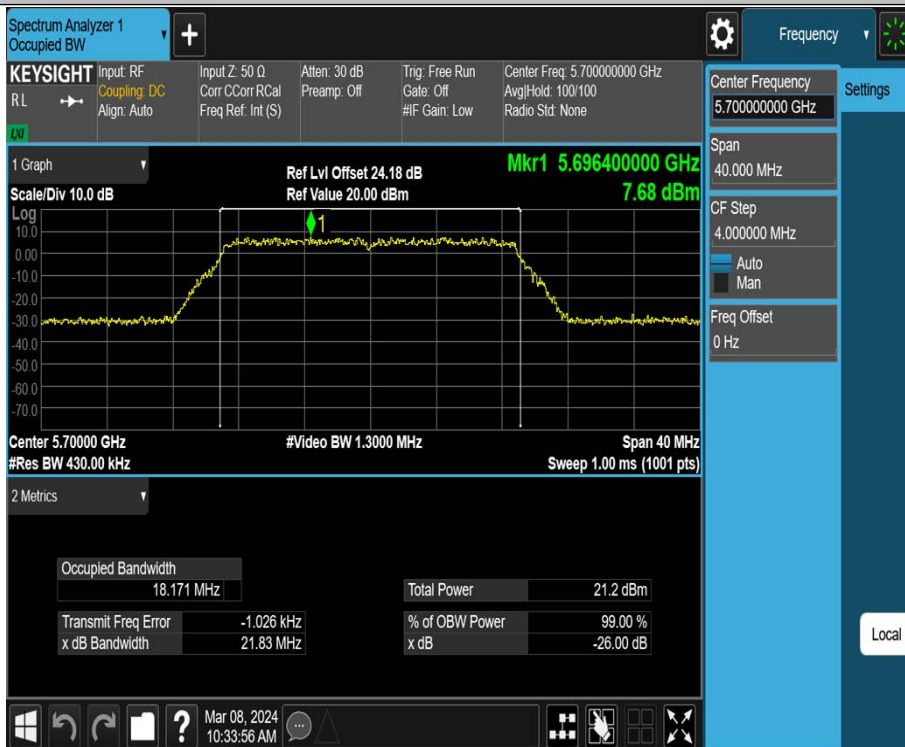 Spectrum Analyzer 1
Occupied BW
+
Frequency
KEYSIGHT
RL
LXI
Input: RF
Coupling: DC
Align: Auto
Input Z: 50 Ω
Corr CCorr RCal
Freq Ref: Int (S)
Atten: 30 dB
Preamp: Off
Trig: Free Run
Gate: Off
#IF Gain: Low
Center Freq: 5.700000000 GHz
Avg|Hold: 100/100
Radio Std: None
Center Frequency
5.700000000 GHz
Settings
Span
40.000 MHz
CF Step
4.000000 MHz
Auto
Man
Freq Offset
0 Hz
Local
1 Graph
Scale/Div 10.0 dB
Ref Lvl Offset 24.18 dB
Ref Value 20.00 dBm
Mkr1 5.696400000 GHz
7.68 dBm
Log
1
10.0
0.00
-10.0
-20.0
-30.0
-40.0
-50.0
-60.0
-70.0
Center 5.70000 GHz
#Video BW 1.3000 MHz
Span 40 MHz
#Res BW 430.00 kHz
Sweep 1.00 ms (1001 pts)
2 Metrics
Occupied Bandwidth
18.171 MHz
Total Power 21.2 dBm
Transmit Freq Error -1.026 kHz
% of OBW Power 99.00 %
x dB Bandwidth 21.83 MHz
x dB -26.00 dB
?
Mar 08, 2024
10:33:56 AM